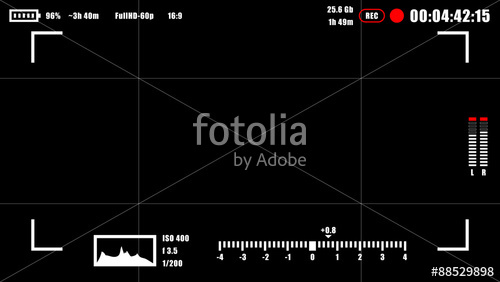 96% ~3h 40m FullHD-60p 16:9
25.6 Gb
1h 49m
REC 00:04:42:15
fotolia
by Adobe
L R
ISO 400
f 3.5
1/200
+0.8
-4 -3 -2 -1 0 1 2 3 4
#88529898